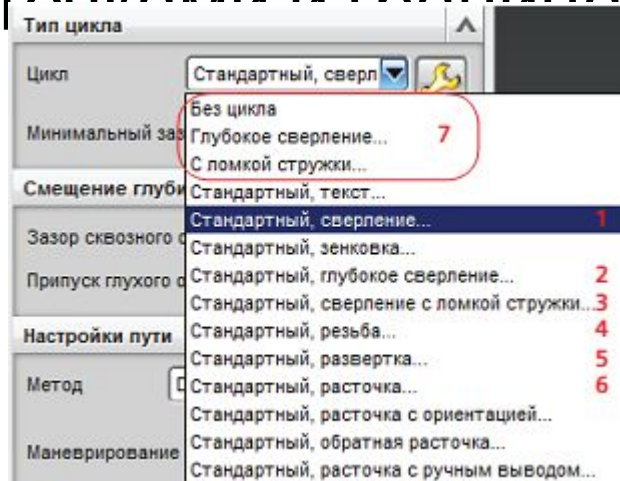 Тип цикла
Цикл
Стандартный, сверл
Без цикла
Минимальный заз
Глубокое сверление... 7
С ломкой стружки...
Смещение глуби
Стандартный, текст...
Стандартный, сверление... 1
Зазор сквозного о
Стандартный, зенковка...
Припуск глухого о
Стандартный, глубокое сверление... 2
Стандартный, сверление с ломкой стружки... 3
Настройки пути
Стандартный, резьба... 4
Стандартный, развертка... 5
Метод
Стандартный, расточка... 6
Стандартный, расточка с ориентацией...
Маневрирование
Стандартный, обратная расточка...
Стандартный, расточка с ручным выводом...